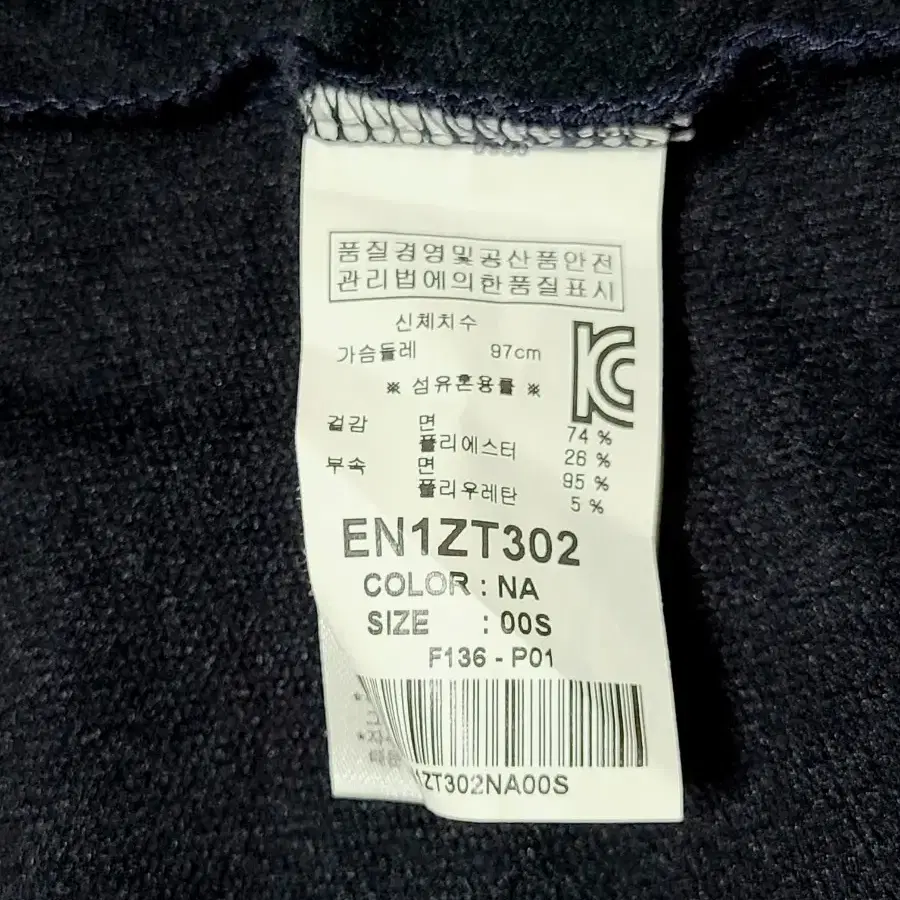 품질경영및공산품안전
관리법에의한품질표시
신체치수
가슴둘레 97cm
※ 섬유혼용률 ※
겉감 면 74 %
폴리에스터 26 %
부속 면 95 %
폴리우레탄 5 %
EN1ZT302
COLOR : NA
SIZE : 00S
F136 - P01
1ZT302NA00S